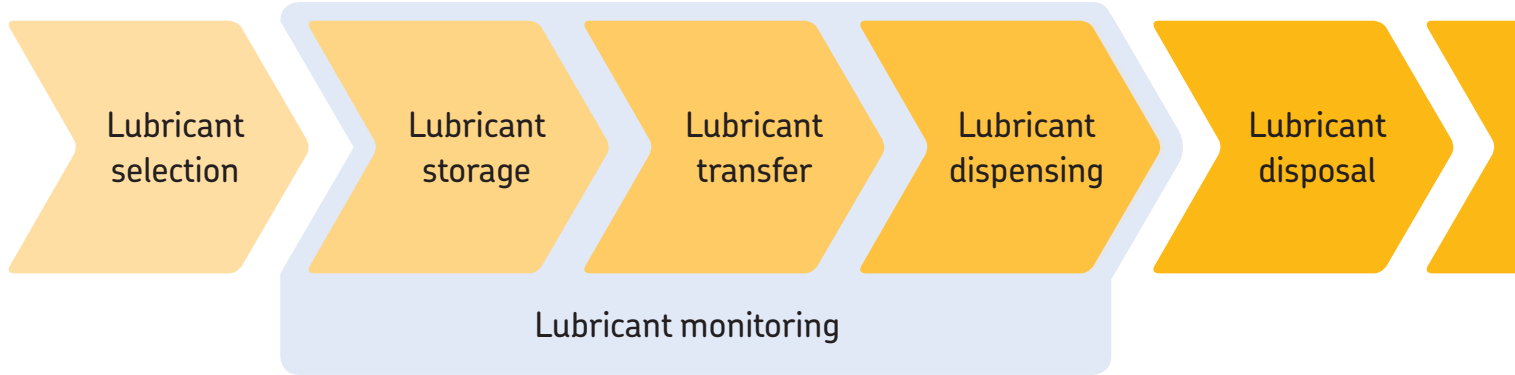 Lubricant
selection
Lubricant
storage
Lubricant
transfer
Lubricant
dispensing
Lubricant
disposal
Lubricant monitoring